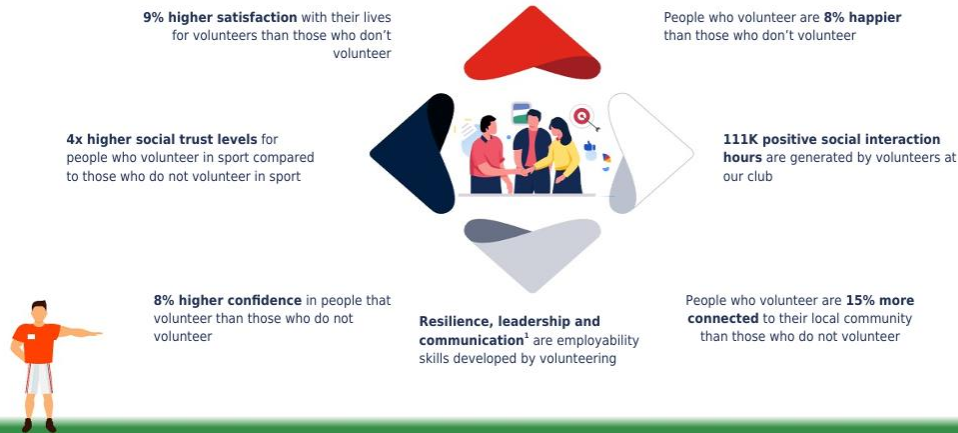 9% higher satisfaction with their lives
for volunteers than those who don’t
volunteer
People who volunteer are 8% happier
than those who don’t volunteer
4x higher social trust levels for
people who volunteer in sport compared
to those who do not volunteer in sport
111K positive social interaction
hours are generated by volunteers at
our club
8% higher confidence in people that
volunteer than those who do not
volunteer
Resilience, leadership and
communication¹ are employability
skills developed by volunteering
People who volunteer are 15% more
connected to their local community
than those who do not volunteer